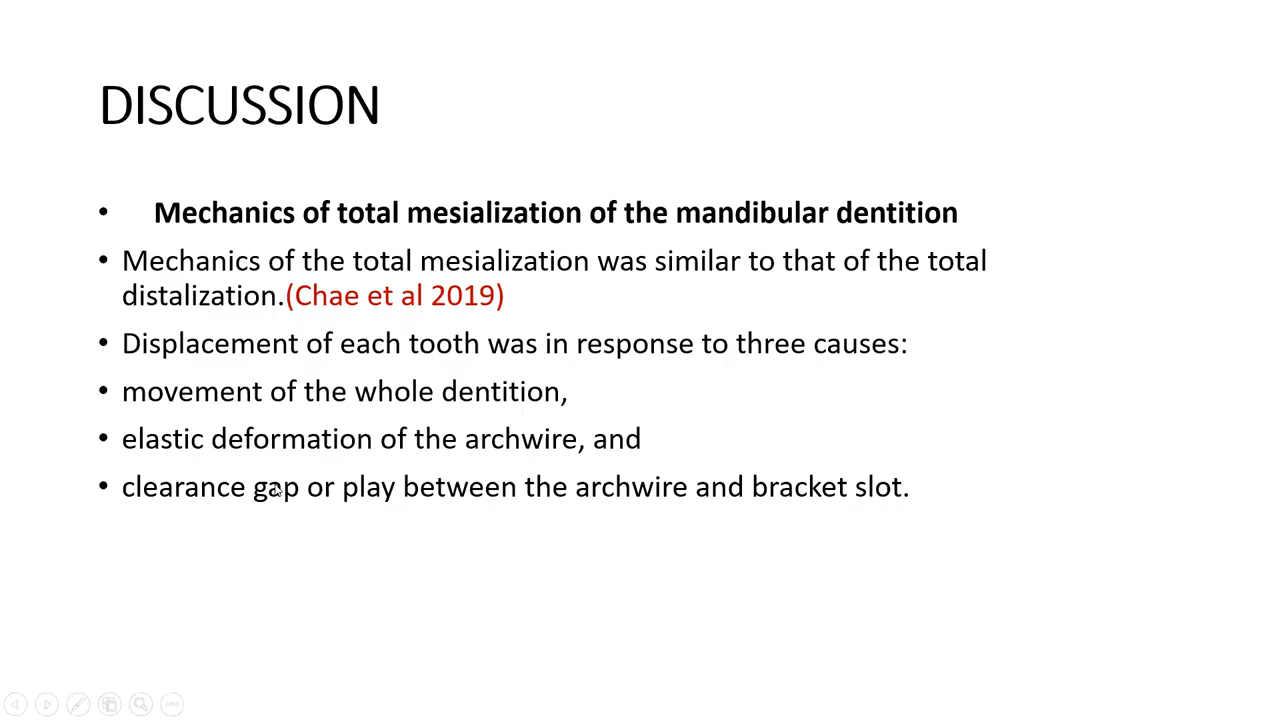 DISCUSSION
• Mechanics of total mesialization of the mandibular dentition
• Mechanics of the total mesialization was similar to that of the total
distalization.(Chae et al 2019)
• Displacement of each tooth was in response to three causes:
• movement of the whole dentition,
• elastic deformation of the archwire, and
• clearance gap or play between the archwire and bracket slot.